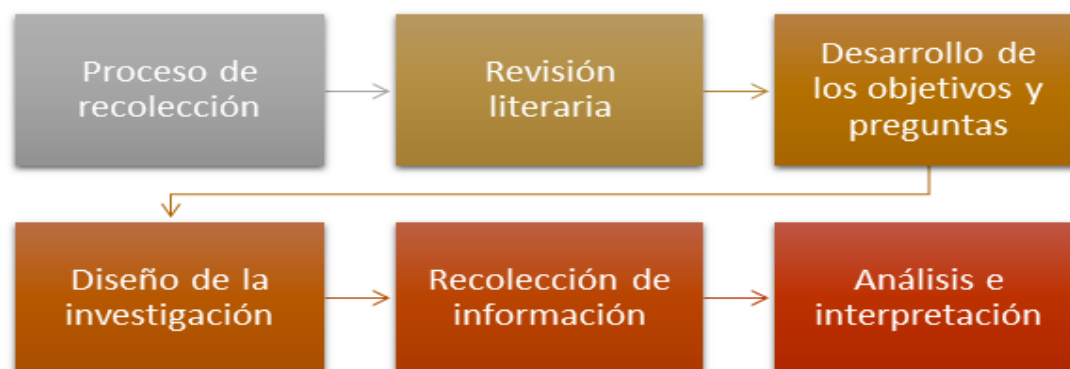 Proceso de
recolección
Revisión
literaria
Desarrollo de
los objetivos y
preguntas
Diseño de la
investigación
Recolección de
información
Análisis e
interpretación